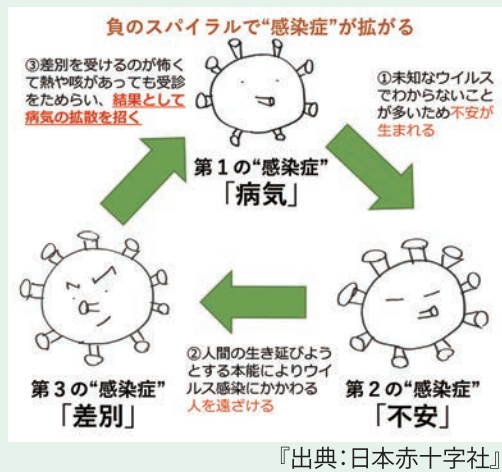 負のスパイラルで“感染症”が拡がる
③差別を受けるのが怖く
て熱や咳があっても受診
をためらい、結果として
病気の拡散を招く
①未知なウイルス
でわからないこと
が多いため不安が
生まれる
第１の“感染症”
「病気」
②人間の生き延びよう
とする本能によりウイ
ルス感染にかかわる
人を遠ざける
第３の“感染症”
「差別」
第２の“感染症”
「不安」
『出典：日本赤十字社』